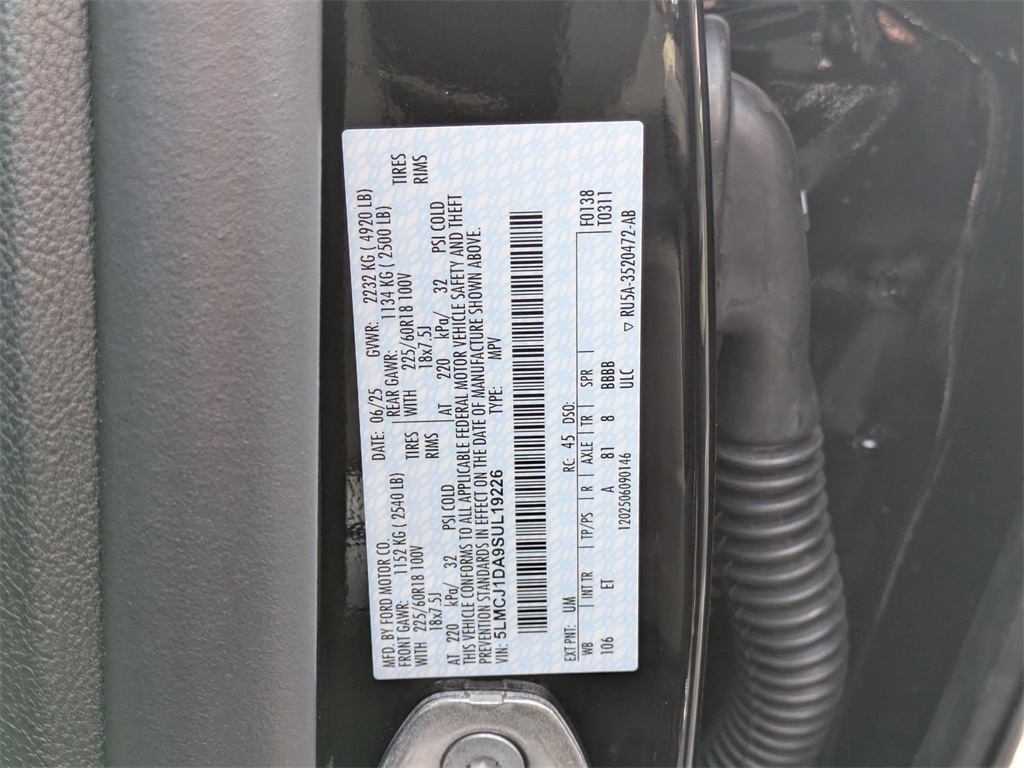 MFD. BY FORD MOTOR CO. DATE: 06/25 GVWR: 2232 KG (4920 LB)
FRONT GAWR: 1152 KG (2540 LB) REAR GAWR: 1134 KG (2500 LB)
WITH 225/60R18 100V TIRES WITH 225/60R18 100V TIRES
18x7.5J RIMS 18x7.5J RIMS
AT 220 kPa/ 32 PSI COLD AT 220 kPa/ 32 PSI COLD
THIS VEHICLE CONFORMS TO ALL APPLICABLE FEDERAL MOTOR VEHICLE SAFETY AND THEFT
PREVENTION STANDARDS IN EFFECT ON THE DATE OF MANUFACTURE SHOWN ABOVE.
VIN: 5LMCJ1DA9SUL19226 TYPE: MPV
EXT PNT: UM RC: 45 DSO: F0138
WB INT TR TP/PS R AXLE TR SPR T0311
106 ET A 81 8 BBBB
1202506090146 ULC
▽ RU5A-3520472-AB